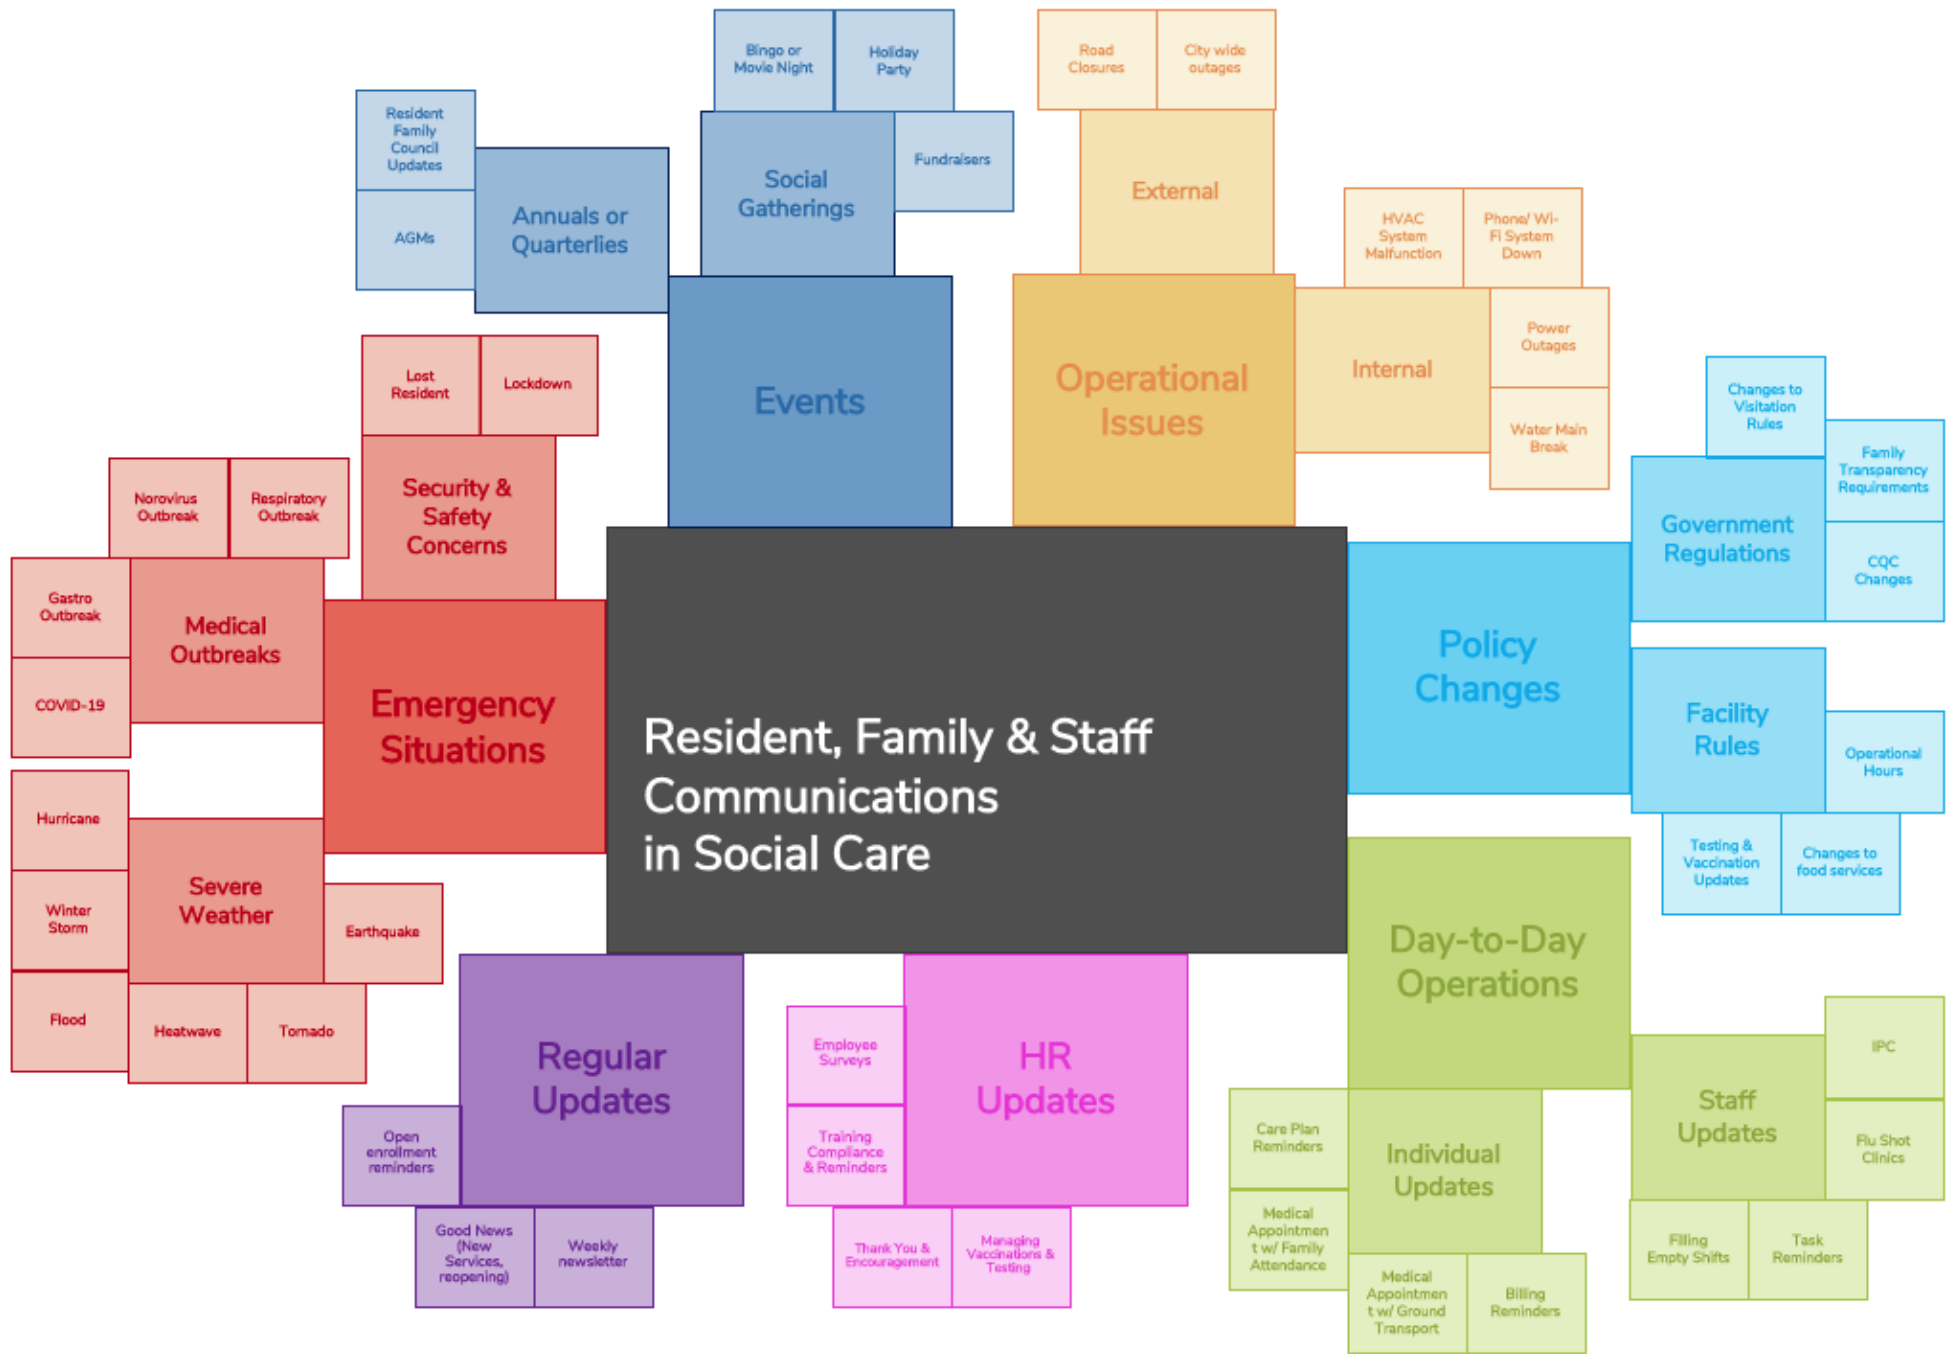 Bingo or
Movie Night
Holiday
Party
Road
Closures
City wide
outages
Resident
Family
Council
Updates
AGMs
Annuals or
Quarterlies
Social
Gatherings
Fundraisers
Events
External
Operational
Issues
HVAC
System
Malfunction
Phone/ Wi-
Fi System
Down
Internal
Power
Outages
Water Main
Break
Lost
Resident
Lockdown
Security &
Safety
Concerns
Norovirus
Outbreak
Respiratory
Outbreak
Gastro
Outbreak
COVID-19
Medical
Outbreaks
Emergency
Situations
Hurricane
Winter
Storm
Flood
Severe
Weather
Earthquake
Heatwave
Tornado
Resident, Family & Staff
Communications
in Social Care
Changes to
Visitation
Rules
Family
Transparency
Requirements
Government
Regulations
CQC
Changes
Policy
Changes
Facility
Rules
Operational
Hours
Testing &
Vaccination
Updates
Changes to
food services
Day-to-Day
Operations
IPC
Staff
Updates
Flu Shot
Clinics
Filling
Empty Shifts
Task
Reminders
Care Plan
Reminders
Individual
Updates
Medical
Appointmen
t w/ Family
Attendance
Medical
Appointmen
t w/ Ground
Transport
Billing
Reminders
Regular
Updates
Open
enrollment
reminders
Good News
(New
Services,
reopening)
Weekly
newsletter
HR
Updates
Employee
Surveys
Training
Compliance
& Reminders
Thank You &
Encouragement
Managing
Vaccinations &
Testing